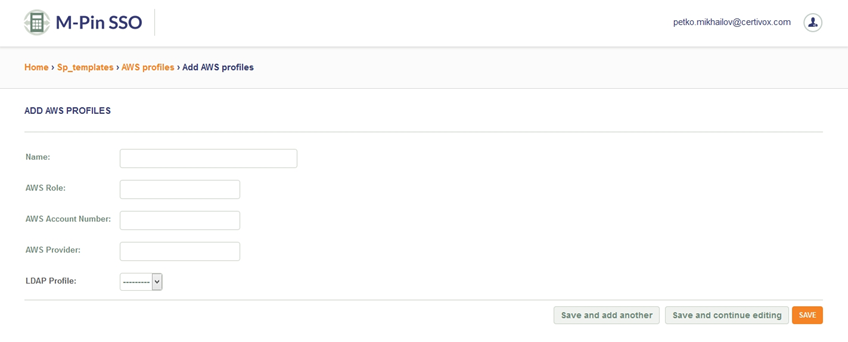 M-Pin SSO
petko.mikhailov@certivox.com
Home › Sp_templates › AWS profiles › Add AWS profiles
ADD AWS PROFILES
Name:
AWS Role:
AWS Account Number:
AWS Provider:
LDAP Profile: ---------
Save and add another Save and continue editing SAVE